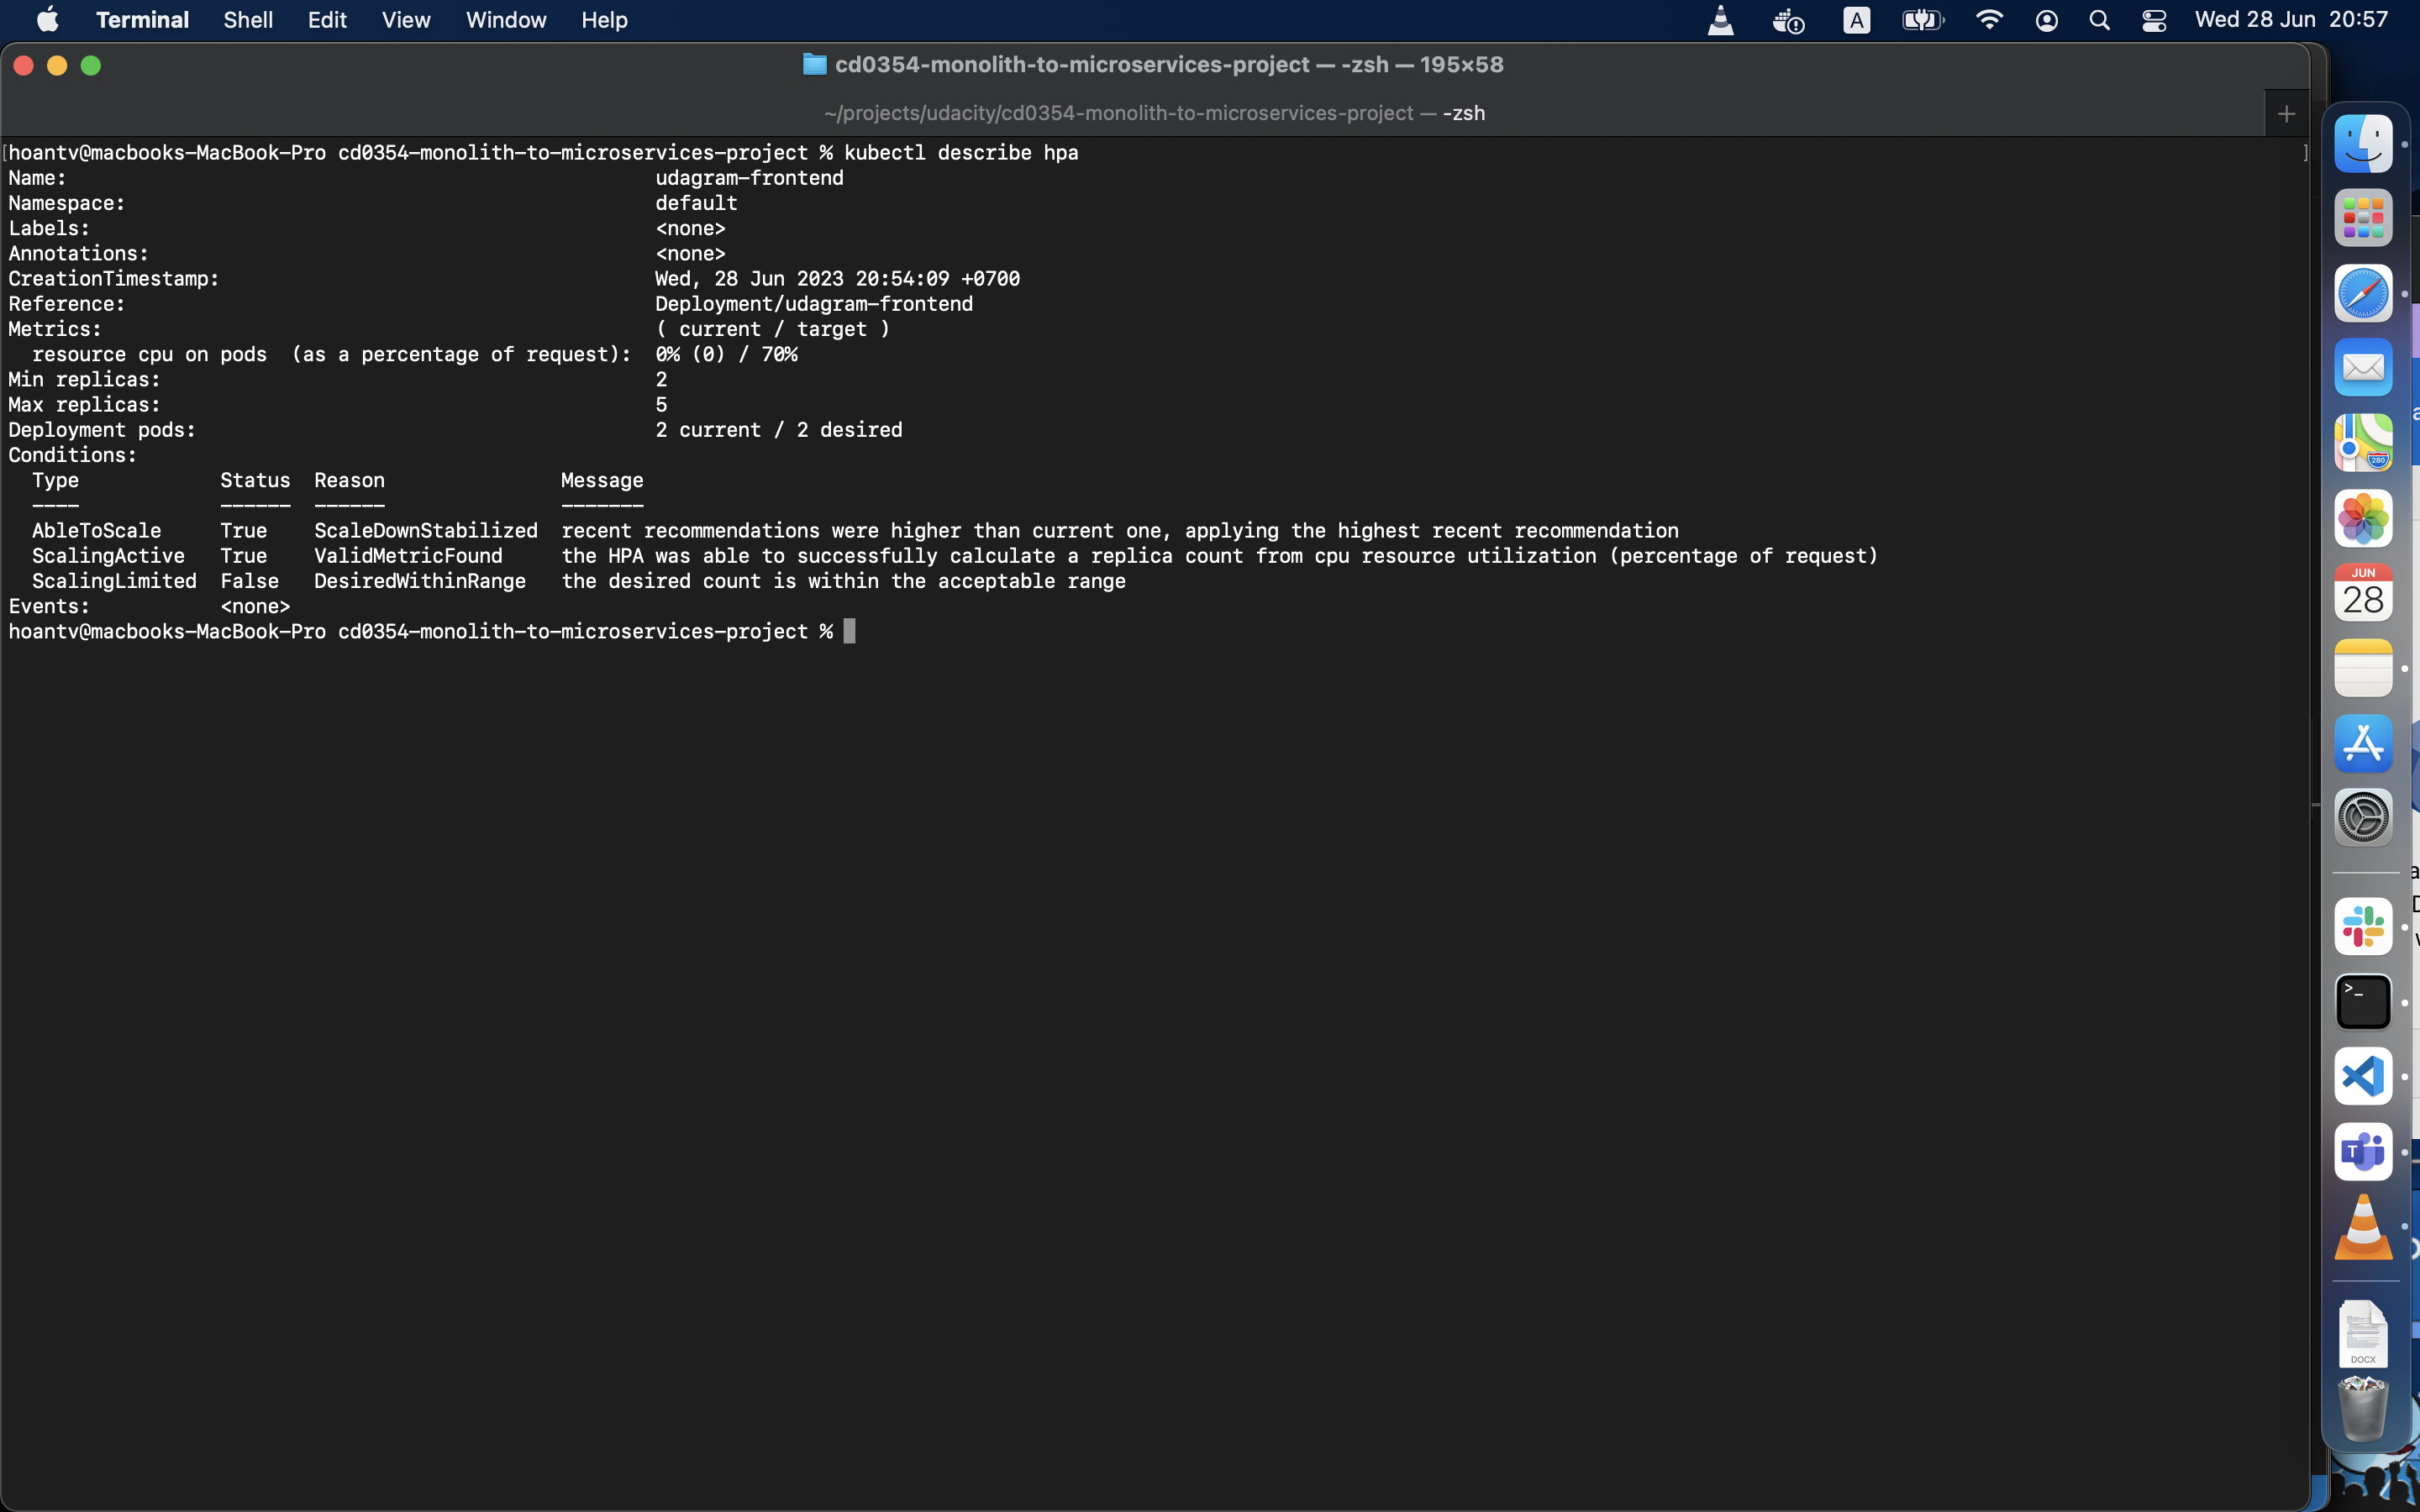 Terminal Shell Edit View Window Help A Wed 28 Jun 20:57
cd0354-monolith-to-microservices-project — -zsh — 195×58
~/projects/udacity/cd0354-monolith-to-microservices-project — -zsh
[hoantv@macbooks-MacBook-Pro cd0354-monolith-to-microservices-project % kubectl describe hpa ]
Name: udagram-frontend
Namespace: default
Labels: <none>
Annotations: <none>
CreationTimestamp: Wed, 28 Jun 2023 20:54:09 +0700
Reference: Deployment/udagram-frontend
Metrics: ( current / target )
resource cpu on pods (as a percentage of request): 0% (0) / 70%
Min replicas: 2
Max replicas: 5
Deployment pods: 2 current / 2 desired
Conditions:
Type Status Reason Message
---- ------ ------ -------
AbleToScale True ScaleDownStabilized recent recommendations were higher than current one, applying the highest recent recommendation
ScalingActive True ValidMetricFound the HPA was able to successfully calculate a replica count from cpu resource utilization (percentage of request)
ScalingLimited False DesiredWithinRange the desired count is within the acceptable range
Events: <none>
hoantv@macbooks-MacBook-Pro cd0354-monolith-to-microservices-project %
280
JUN
28
>_
T
DOCX